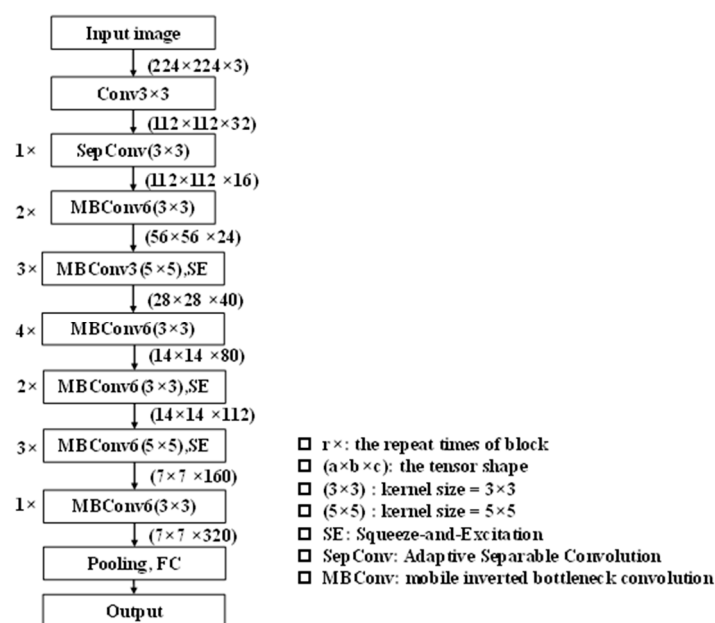 Input image
(224×224×3)
Conv3×3
(112×112×32)
1× SepConv(3×3)
(112×112 ×16)
2× MBConv6(3×3)
(56×56 ×24)
3× MBConv3(5×5),SE
(28×28 ×40)
4× MBConv6(3×3)
(14×14 ×80)
2× MBConv6(3×3),SE
(14×14 ×112)
3× MBConv6(5×5),SE
(7×7 ×160)
1× MBConv6(3×3)
(7×7 ×320)
Pooling, FC
Output
r×: the repeat times of block
(a×b×c): the tensor shape
(3×3) : kernel size = 3×3
(5×5) : kernel size = 5×5
SE: Squeeze-and-Excitation
SepConv: Adaptive Separable Convolution
MBConv: mobile inverted bottleneck convolution